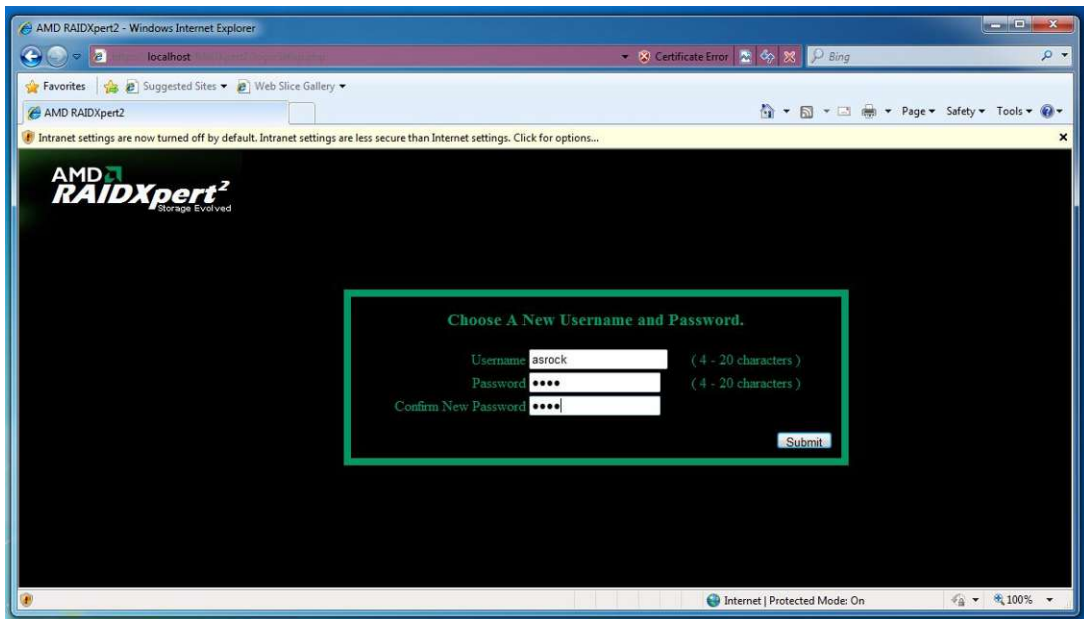 AMD RAIDXpert2 - Windows Internet Explorer
localhost
Certificate Error
Bing
Favorites
Suggested Sites
Web Slice Gallery
AMD RAIDXpert2
Page
Safety
Tools
Intranet settings are now turned off by default. Intranet settings are less secure than Internet settings. Click for options...
AMD
RAIDXpert2
Storage Evolved
Choose A New Username and Password.
Username asrock ( 4 - 20 characters )
Password •••• ( 4 - 20 characters )
Confirm New Password ••••
Submit
Internet | Protected Mode: On
100%